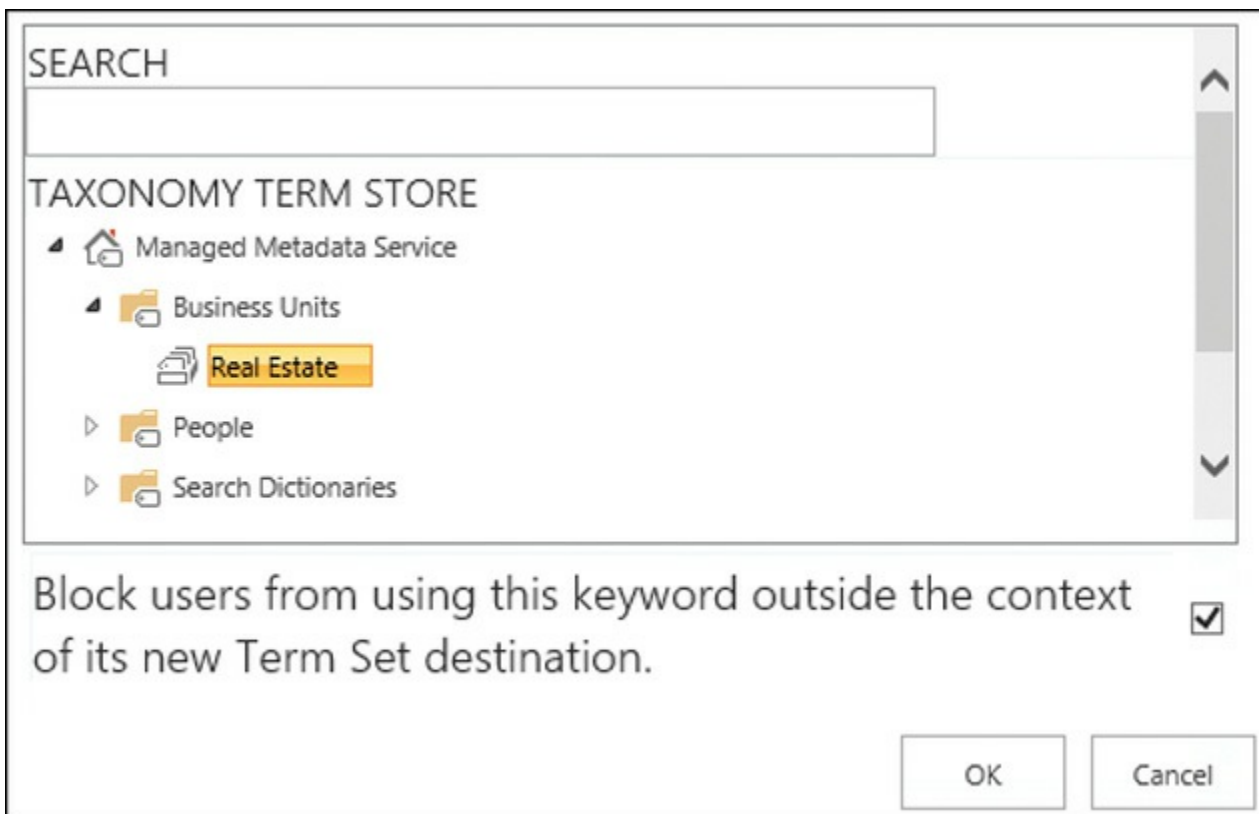 SEARCH
TAXONOMY TERM STORE
Managed Metadata Service
Business Units
Real Estate
People
Search Dictionaries
Block users from using this keyword outside the context
of its new Term Set destination.
OK
Cancel